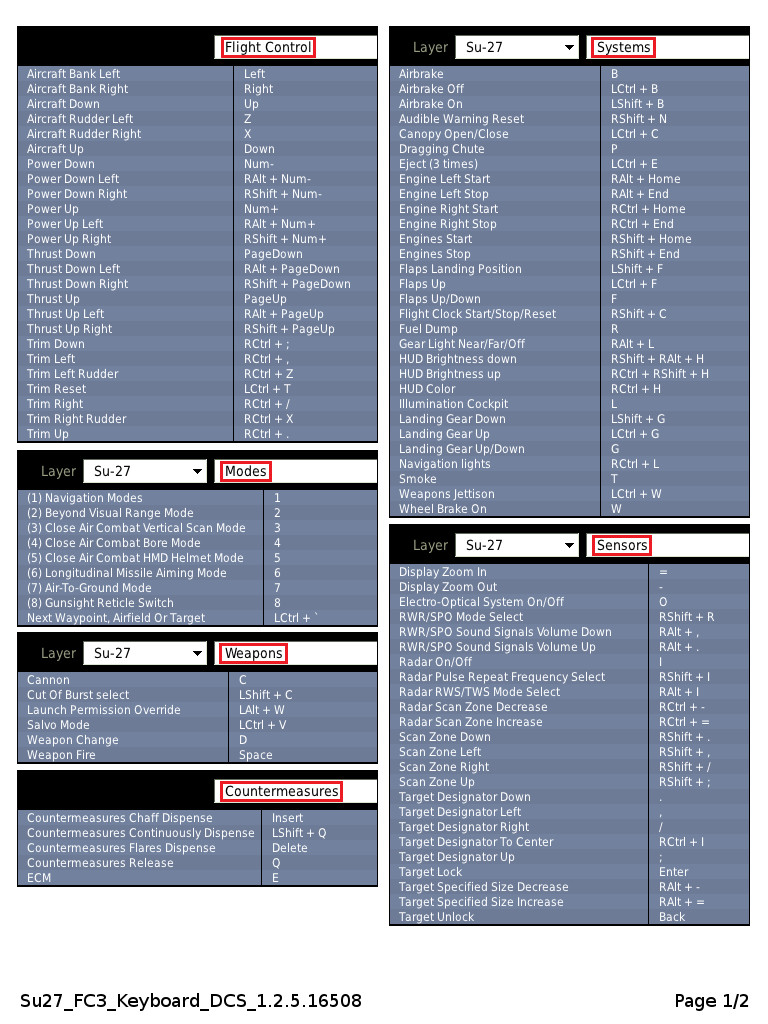 Flight Control
Aircraft Bank Left Left
Aircraft Bank Right Right
Aircraft Down Up
Aircraft Rudder Left Z
Aircraft Rudder Right X
Aircraft Up Down
Power Down Num-
Power Down Left RAlt + Num-
Power Down Right RShift + Num-
Power Up Num+
Power Up Left RAlt + Num+
Power Up Right RShift + Num+
Thrust Down PageDown
Thrust Down Left RAlt + PageDown
Thrust Down Right RShift + PageDown
Thrust Up PageUp
Thrust Up Left RAlt + PageUp
Thrust Up Right RShift + PageUp
Trim Down RCtrl + ;
Trim Left RCtrl + ,
Trim Left Rudder RCtrl + Z
Trim Reset LCtrl + T
Trim Right RCtrl + /
Trim Right Rudder RCtrl + X
Trim Up RCtrl + .
Layer Su-27 Modes
(1) Navigation Modes 1
(2) Beyond Visual Range Mode 2
(3) Close Air Combat Vertical Scan Mode 3
(4) Close Air Combat Bore Mode 4
(5) Close Air Combat HMD Helmet Mode 5
(6) Longitudinal Missile Aiming Mode 6
(7) Air-To-Ground Mode 7
(8) Gunsight Reticle Switch 8
Next Waypoint, Airfield Or Target LCtrl + `
Layer Su-27 Weapons
Cannon C
Cut Of Burst select LShift + C
Launch Permission Override LAlt + W
Salvo Mode LCtrl + V
Weapon Change D
Weapon Fire Space
Countermeasures
Countermeasures Chaff Dispense Insert
Countermeasures Continuously Dispense LShift + Q
Countermeasures Flares Dispense Delete
Countermeasures Release Q
ECM E
Layer Su-27 Systems
Airbrake B
Airbrake Off LCtrl + B
Airbrake On LShift + B
Audible Warning Reset RShift + N
Canopy Open/Close LCtrl + C
Dragging Chute P
Eject (3 times) LCtrl + E
Engine Left Start RAlt + Home
Engine Left Stop RAlt + End
Engine Right Start RCtrl + Home
Engine Right Stop RCtrl + End
Engines Start RShift + Home
Engines Stop RShift + End
Flaps Landing Position LShift + F
Flaps Up LCtrl + F
Flaps Up/Down F
Flight Clock Start/Stop/Reset RShift + C
Fuel Dump R
Gear Light Near/Far/Off RAlt + L
HUD Brightness down RShift + RAlt + H
HUD Brightness up RCtrl + RShift + H
HUD Color RCtrl + H
Illumination Cockpit L
Landing Gear Down LShift + G
Landing Gear Up LCtrl + G
Landing Gear Up/Down G
Navigation lights RCtrl + L
Smoke T
Weapons Jettison LCtrl + W
Wheel Brake On W
Layer Su-27 Sensors
Display Zoom In =
Display Zoom Out -
Electro-Optical System On/Off O
RWR/SPO Mode Select RShift + R
RWR/SPO Sound Signals Volume Down RAlt + ,
RWR/SPO Sound Signals Volume Up RAlt + .
Radar On/Off I
Radar Pulse Repeat Frequency Select RShift + I
Radar RWS/TWS Mode Select RAlt + I
Radar Scan Zone Decrease RCtrl + -
Radar Scan Zone Increase RCtrl + =
Scan Zone Down RShift + .
Scan Zone Left RShift + ,
Scan Zone Right RShift + /
Scan Zone Up RShift + ;
Target Designator Down .
Target Designator Left ,
Target Designator Right /
Target Designator To Center RCtrl + I
Target Designator Up ;
Target Lock Enter
Target Specified Size Decrease RAlt + -
Target Specified Size Increase RAlt + =
Target Unlock Back
Su27_FC3_Keyboard_DCS_1.2.5.16508 Page 1/2